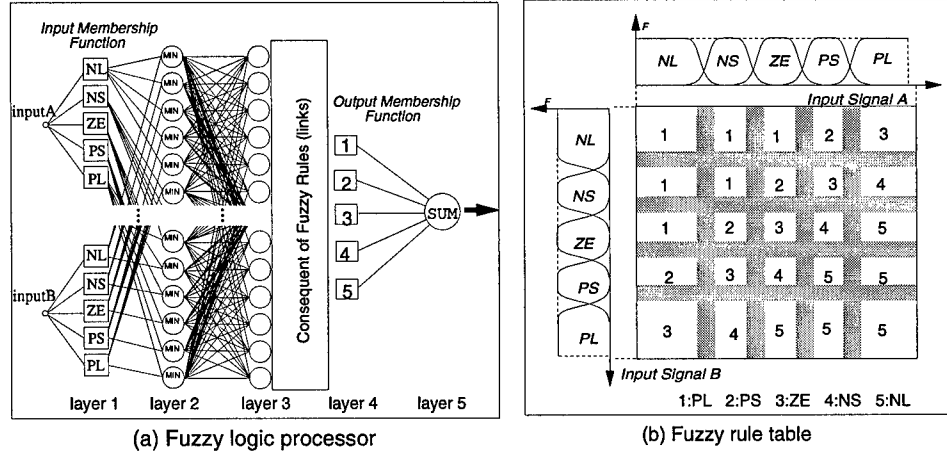 Input Membership
Function
NL
NS
ZE
PS
PL
inputA
MIN
MIN
MIN
MIN
MIN
MIN
NL
NS
ZE
PS
PL
inputB
MIN
MIN
MIN
MIN
MIN
MIN
Consequent of Fuzzy Rules (links)
Output Membership
Function
1
2
3
4
5
SUM
layer 1 layer 2 layer 3 layer 4 layer 5
(a) Fuzzy logic processor
F
NL NS ZE PS PL
Input Signal A
F
NL
NS
ZE
PS
PL
1 1 1 2 3
1 1 2 3 4
1 2 3 4 5
2 3 4 5 5
3 4 5 5 5
Input Signal B
1:PL 2:PS 3:ZE 4:NS 5:NL
(b) Fuzzy rule table